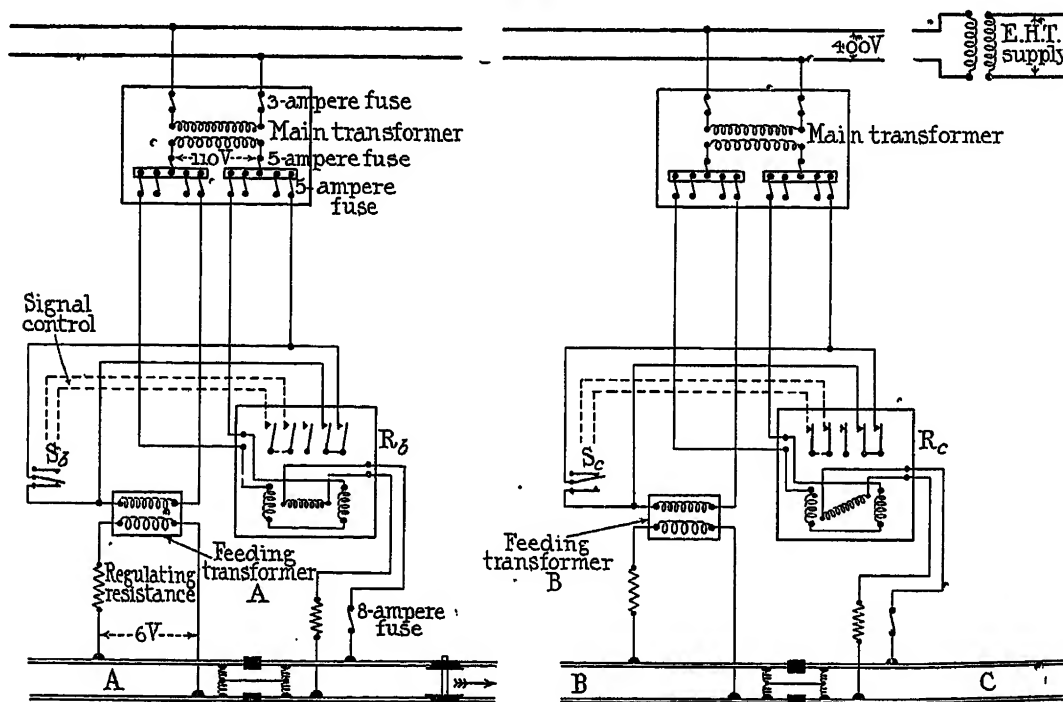 400V
E.H.T.
supply
3-ampere fuse
Main transformer
110V
5-ampere fuse
5-ampere
fuse
Main transformer
Signal
control
Sb
Rb
Sc
Rc
Feeding
transformer
A
Regulating
resistance
6V
8-ampere
fuse
Feeding
transformer
B
A
B
C